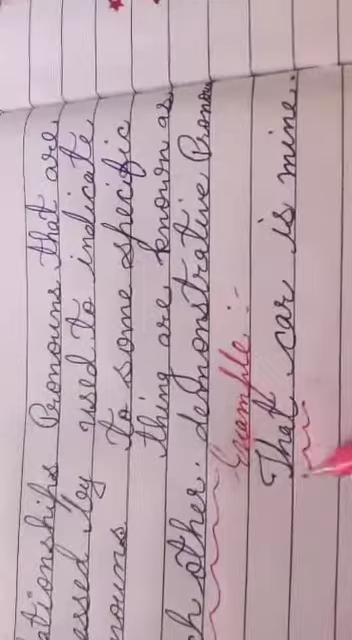 ationships Pronouns that are
essed by used to indicate
nouns to some specific
thing are known as
h other. demonstrative Pronou
Example :-
That car is mine.